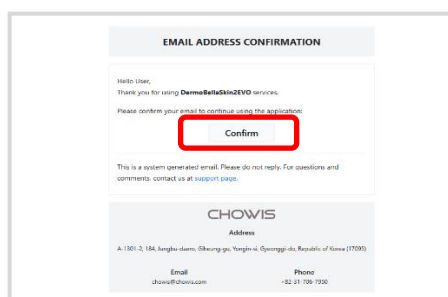 EMAIL ADDRESS CONFIRMATION
Hello User,
Thank you for using DermoBellaSkin2EVO services.
Please confirm your email to continue using the application:
Confirm
This is a system generated email. Please do not reply. For questions and
comments, contact us at support page.
CHOWIS
Address
A-1301-2, 184, Jungbu-daero, Giheung-gu, Yongin-si, Gyeonggi-do, Republic of Korea (17095)
Email
Phone
chowis@chowis.com
+82-31-706-1950